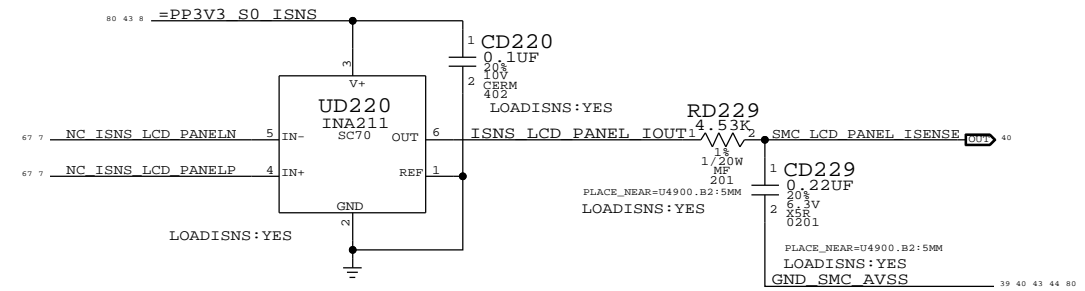 80 43 8 =PP3V3_S0_ISNS
1 CD220
0.1UF
20%
10V
CERM
402
2
LOADISNS:YES
3
V+
UD220
INA211
SC70
67 7 NC_ISNS_LCD_PANELN 5 IN-
OUT 6 ISNS_LCD_PANEL_IOUT
67 7 NC_ISNS_LCD_PANELP 4 IN+
REF 1
GND
2
LOADISNS:YES
RD229
1 4.53K 2
1%
1/20W
MF
201
PLACE_NEAR=U4900.B2:5MM
LOADISNS:YES
SMC_LCD_PANEL_ISENSE OUT 40
1 CD229
0.22UF
20%
6.3V
X5R
0201
2
PLACE_NEAR=U4900.B2:5MM
LOADISNS:YES
GND_SMC_AVSS 39 40 43 44 80